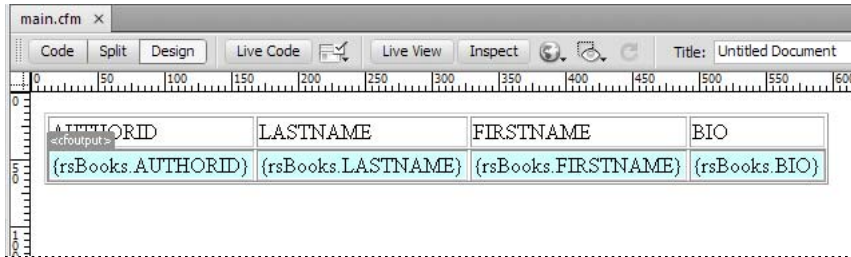 main.cfm ×
Code Split Design Live Code Live View Inspect Title: Untitled Document
0 50 100 150 200 250 300 350 400 450 500 550 600
0
AUTHORID LASTNAME FIRSTNAME BIO
<cfoutput>
{rsBooks.AUTHORID} {rsBooks.LASTNAME} {rsBooks.FIRSTNAME} {rsBooks.BIO}
50